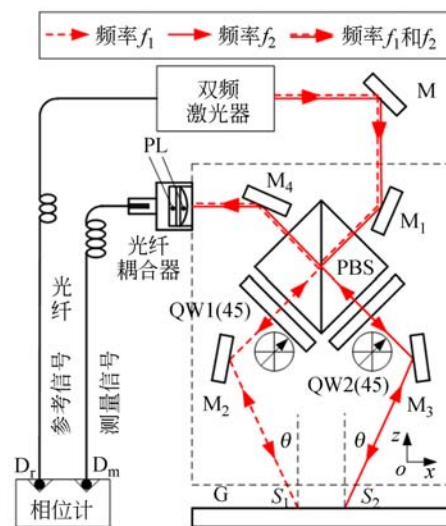 频率f₁ 频率f₂ 频率f₁和f₂
双频
激光器
M
PL
M₄
M₁
光纤
耦合器
PBS
QW1(45)
QW2(45)
M₂
M₃
光纤
参考信号
测量信号
θ
θ
z
o
x
Dᵣ
Dₘ
G
S₁
S₂
相位计